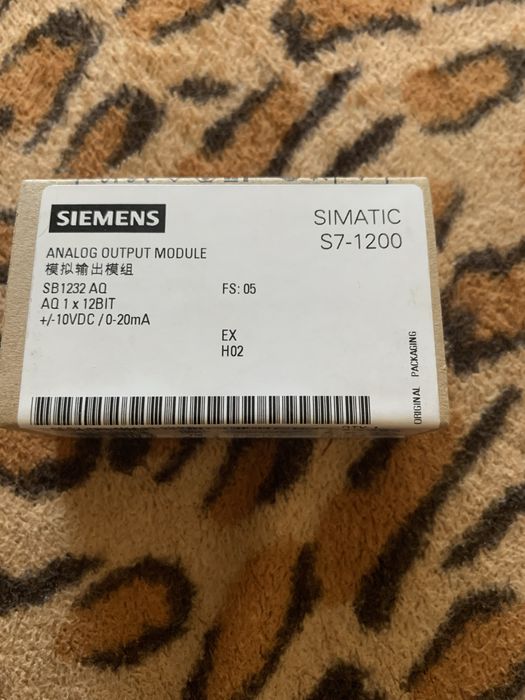 SIEMENS
SIMATIC
S7-1200
ANALOG OUTPUT MODULE
模拟输出模组
SB1232 AQ FS: 05
AQ 1 x 12BIT
+/-10VDC / 0-20mA
EX
H02
ORIGINAL PACKAGING